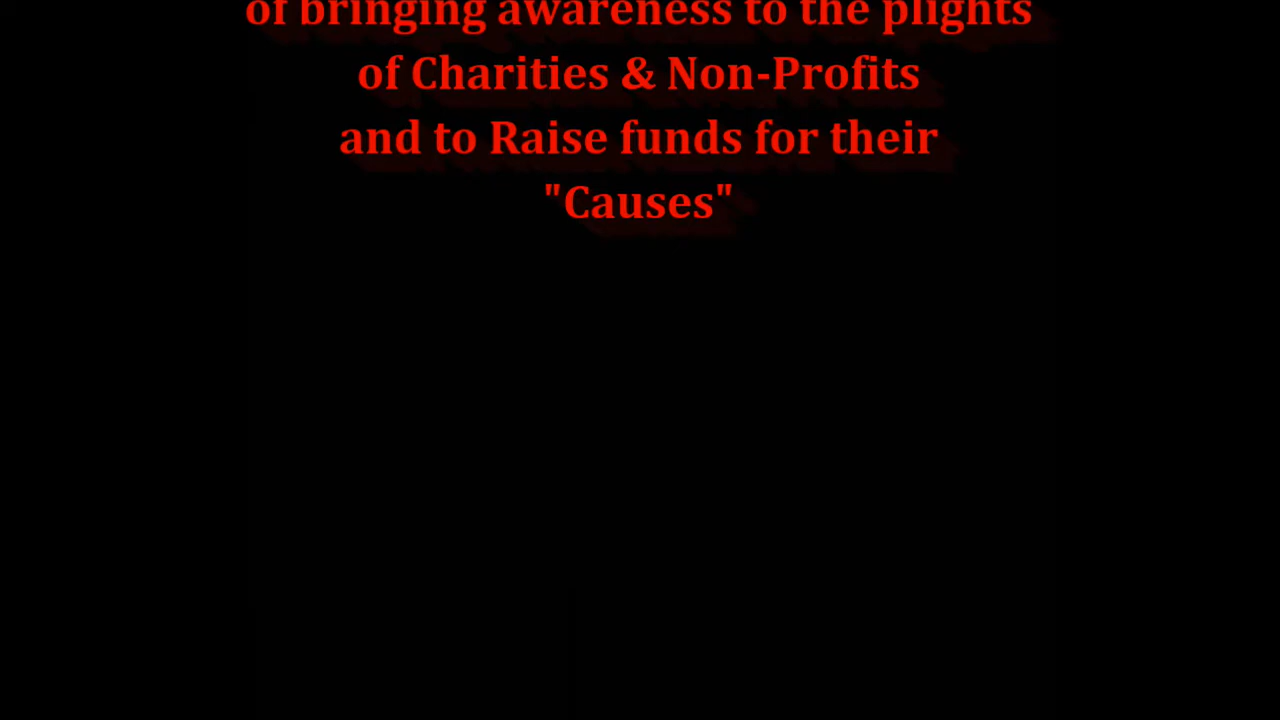 of bringing awareness to the plights
of Charities & Non-Profits
and to Raise funds for their
"Causes"